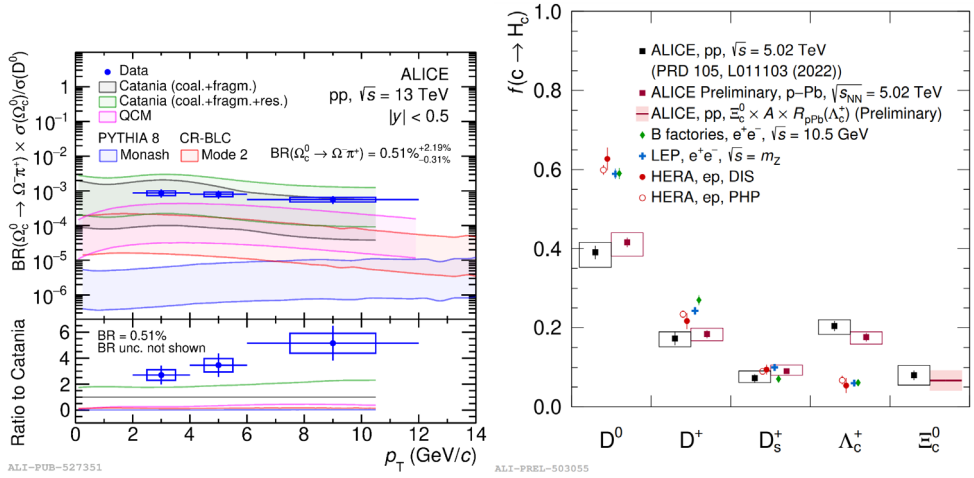 BR(Ω_c^0 → Ω^-π^+) × σ(Ω_c^0)/σ(D^0)
1
10^-1
10^-2
10^-3
10^-4
10^-5
10^-6
Data
Catania (coal.+fragm.)
Catania (coal.+fragm.+res.)
QCM
PYTHIA 8 CR-BLC
Monash Mode 2
ALICE
pp, √s = 13 TeV
|y| < 0.5
BR(Ω_c^0 → Ω^-π^+) = 0.51%^{+2.19%}_{-0.31%}
Ratio to Catania
6
4
2
0
BR = 0.51%
BR unc. not shown
0 2 4 6 8 10 12 14
p_T (GeV/c)
ALI-PUB-527351
f(c → H_c)
1.0
0.8
0.6
0.4
0.2
0.0
ALICE, pp, √s = 5.02 TeV
(PRD 105, L011103 (2022))
ALICE Preliminary, p–Pb, √s_NN = 5.02 TeV
ALICE, pp, Ξ_c^0 × A × R_pPb(Λ_c^+) (Preliminary)
B factories, e^+e^-, √s = 10.5 GeV
LEP, e^+e^-, √s = m_Z
HERA, ep, DIS
HERA, ep, PHP
D^0 D^+ D_s^+ Λ_c^+ Ξ_c^0
ALI-PREL-503055